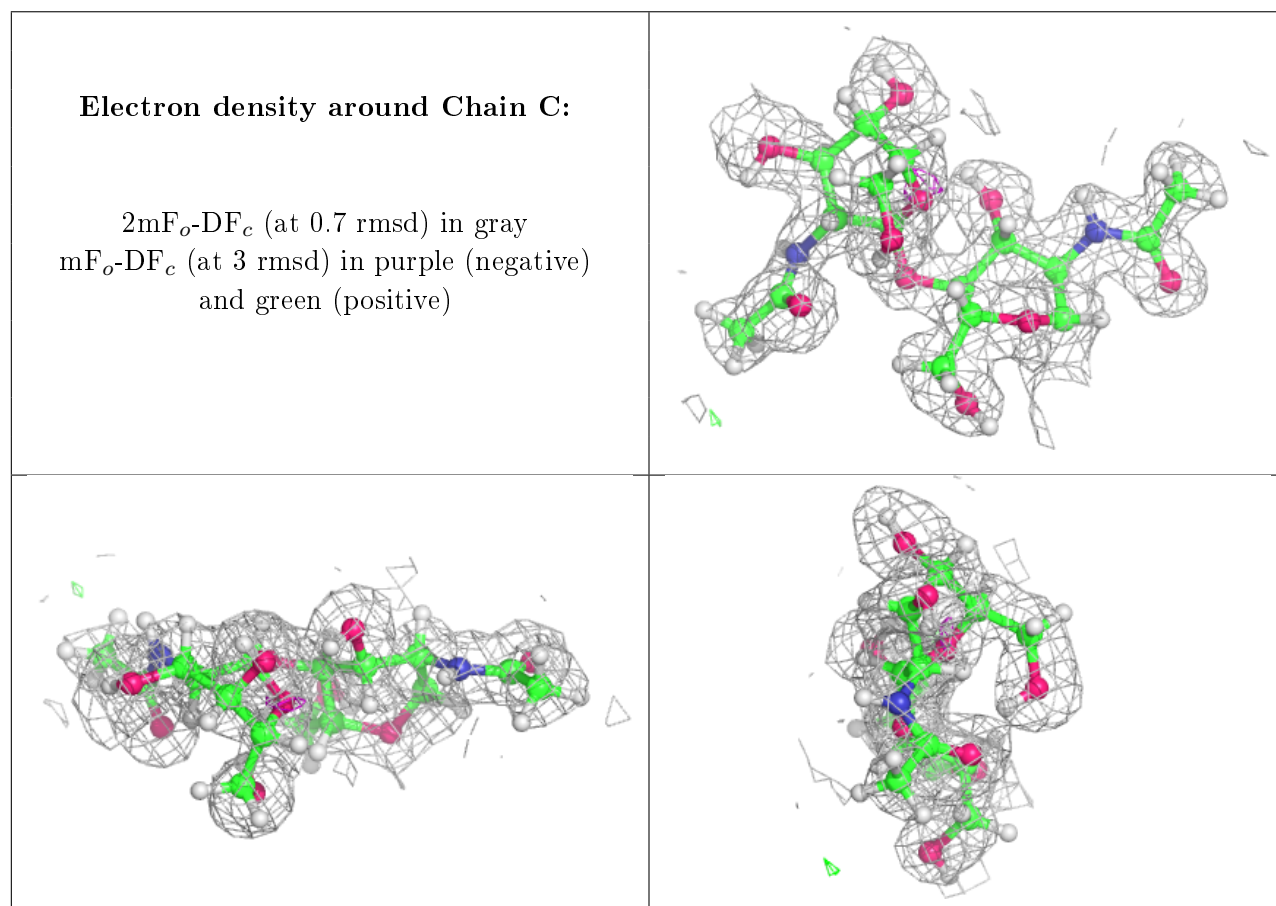 Electron density around Chain C:
2mFₒ-DF𝒸 (at 0.7 rmsd) in gray
mFₒ-DF𝒸 (at 3 rmsd) in purple (negative)
and green (positive)